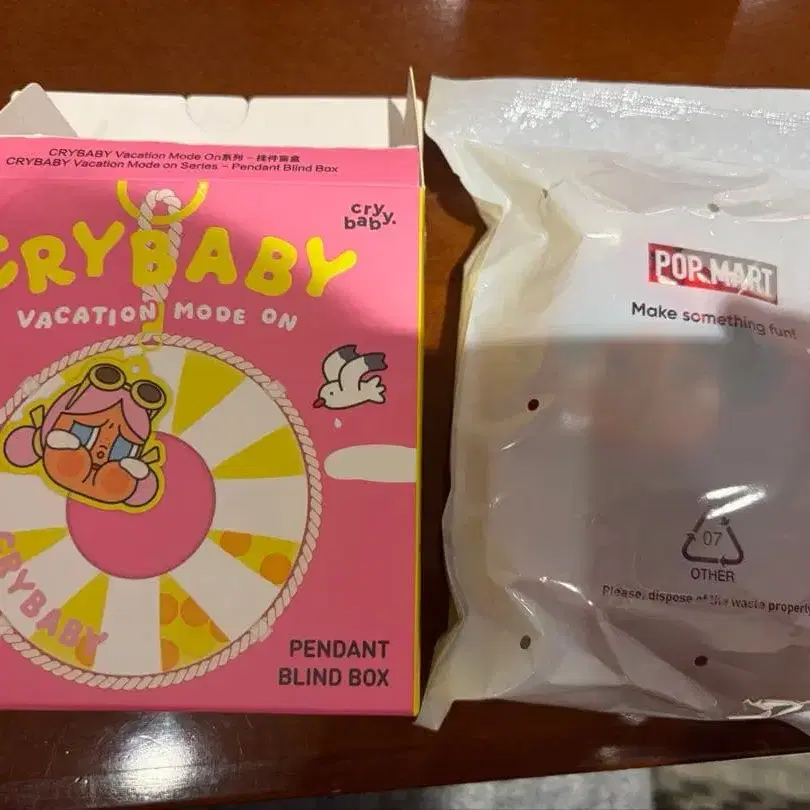 CRYBABY Vacation Mode On系列 - 挂件盲盒
CRYBABY Vacation Mode on Series - Pendant Blind Box
cry
baby.
CRYBABY
VACATION MODE ON
CRYBABY
PENDANT
BLIND BOX
POP MART
Make something fun!
07
OTHER
Please, dispose of the waste properly